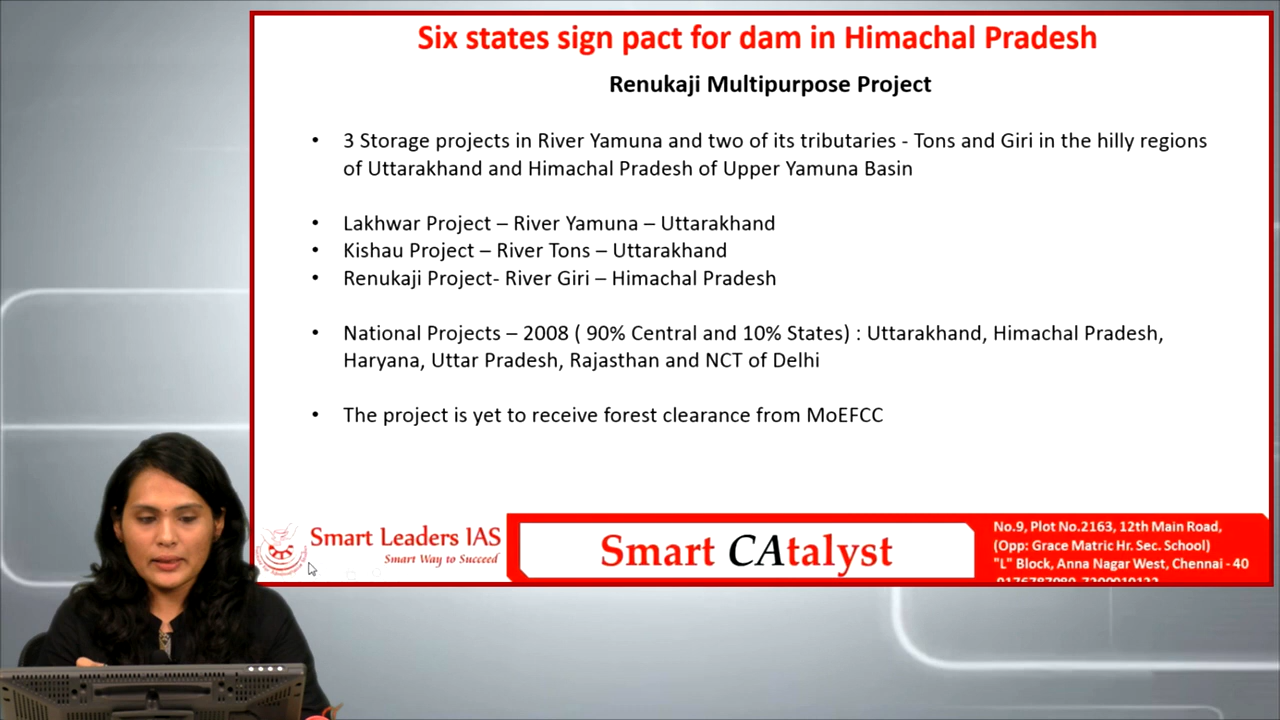 Six states sign pact for dam in Himachal Pradesh
Renukaji Multipurpose Project
• 3 Storage projects in River Yamuna and two of its tributaries - Tons and Giri in the hilly regions
of Uttarakhand and Himachal Pradesh of Upper Yamuna Basin
• Lakhwar Project – River Yamuna – Uttarakhand
• Kishau Project – River Tons – Uttarakhand
• Renukaji Project- River Giri – Himachal Pradesh
• National Projects – 2008 ( 90% Central and 10% States) : Uttarakhand, Himachal Pradesh,
Haryana, Uttar Pradesh, Rajasthan and NCT of Delhi
• The project is yet to receive forest clearance from MoEFCC
Smart Leaders IAS
Smart Way to Succeed
Smart CAtalyst
No.9, Plot No.2163, 12th Main Road,
(Opp: Grace Matric Hr. Sec. School)
"L" Block, Anna Nagar West, Chennai - 40